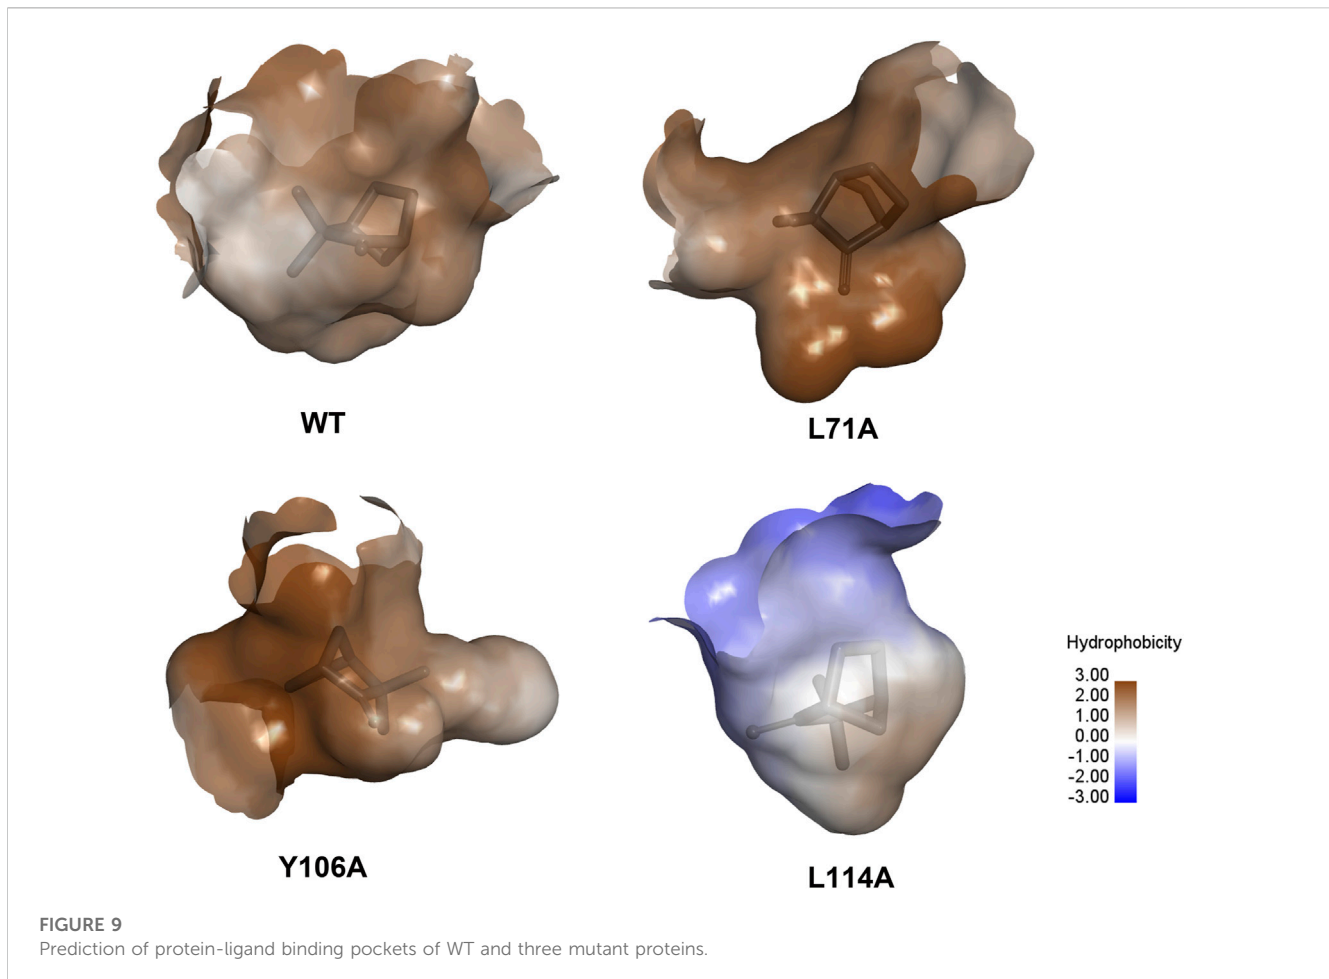 WT
L71A
Y106A
L114A
Hydrophobicity
3.00
2.00
1.00
0.00
-1.00
-2.00
-3.00
FIGURE 9
Prediction of protein-ligand binding pockets of WT and three mutant proteins.